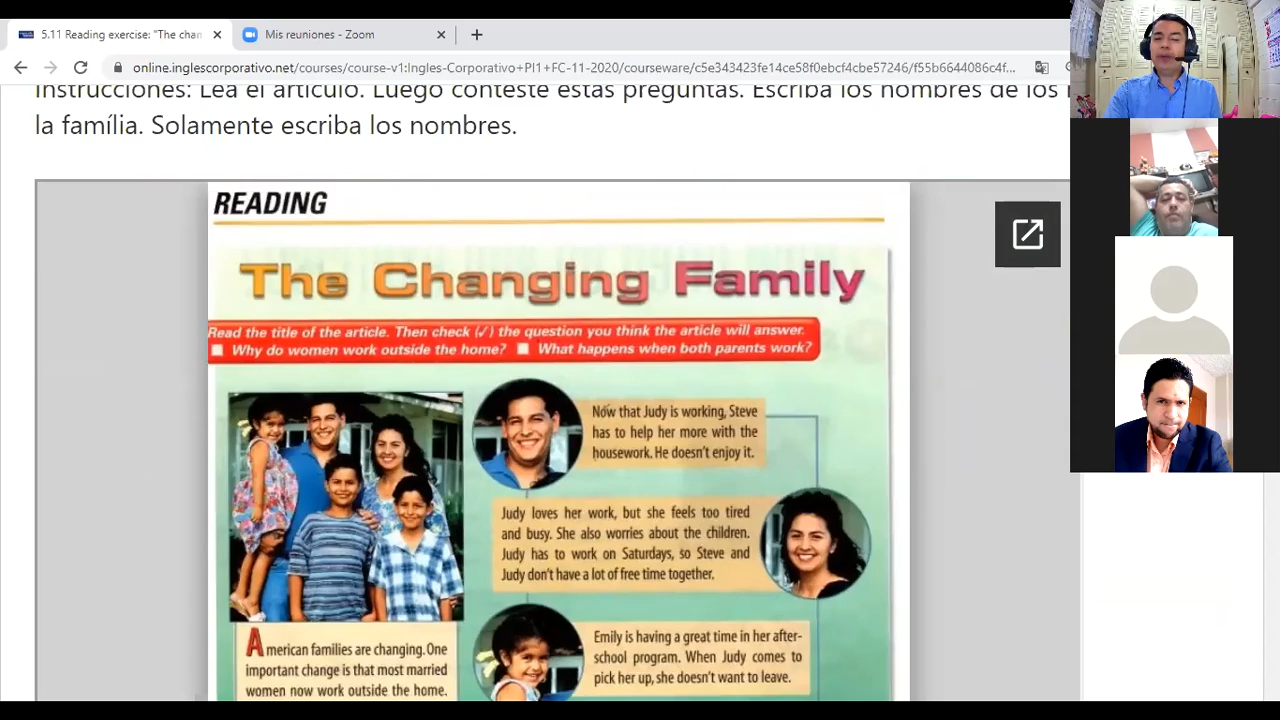 5.11 Reading exercise: "The chan
Mis reuniones - Zoom
online.inglescorporativo.net/courses/course-v1:Ingles
PI1+FC-11-2020/courseware/c5e343423fe14ce58f0ebcf4cbe57246/f55b6644086c4f...
Instrucciones: Lea el artículo. Luego conteste estas preguntas. Escriba los nombres de los
la família. Solamente escriba los nombres.
READING
The Changing Family
Read the title of the article. Then check (✓) the question you think the article will answer.
Why do women work outside the home? What happens when both parents work?
Now that Judy is working, Steve
has to help her more with the
housework. He doesn't enjoy it.
Judy loves her work, but she feels too tired
and busy. She also worries about the children.
Judy has to work on Saturdays, so Steve and
Judy don't have a lot of free time together.
Emily is having a great time in her after-
school program. When Judy comes to
pick her up, she doesn't want to leave.
American families are changing. One
important change is that most married
women now work outside the home.